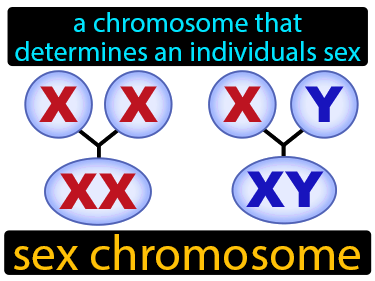 a chromosome that
determines an individuals sex
X X X Y
XX XY
sex chromosome